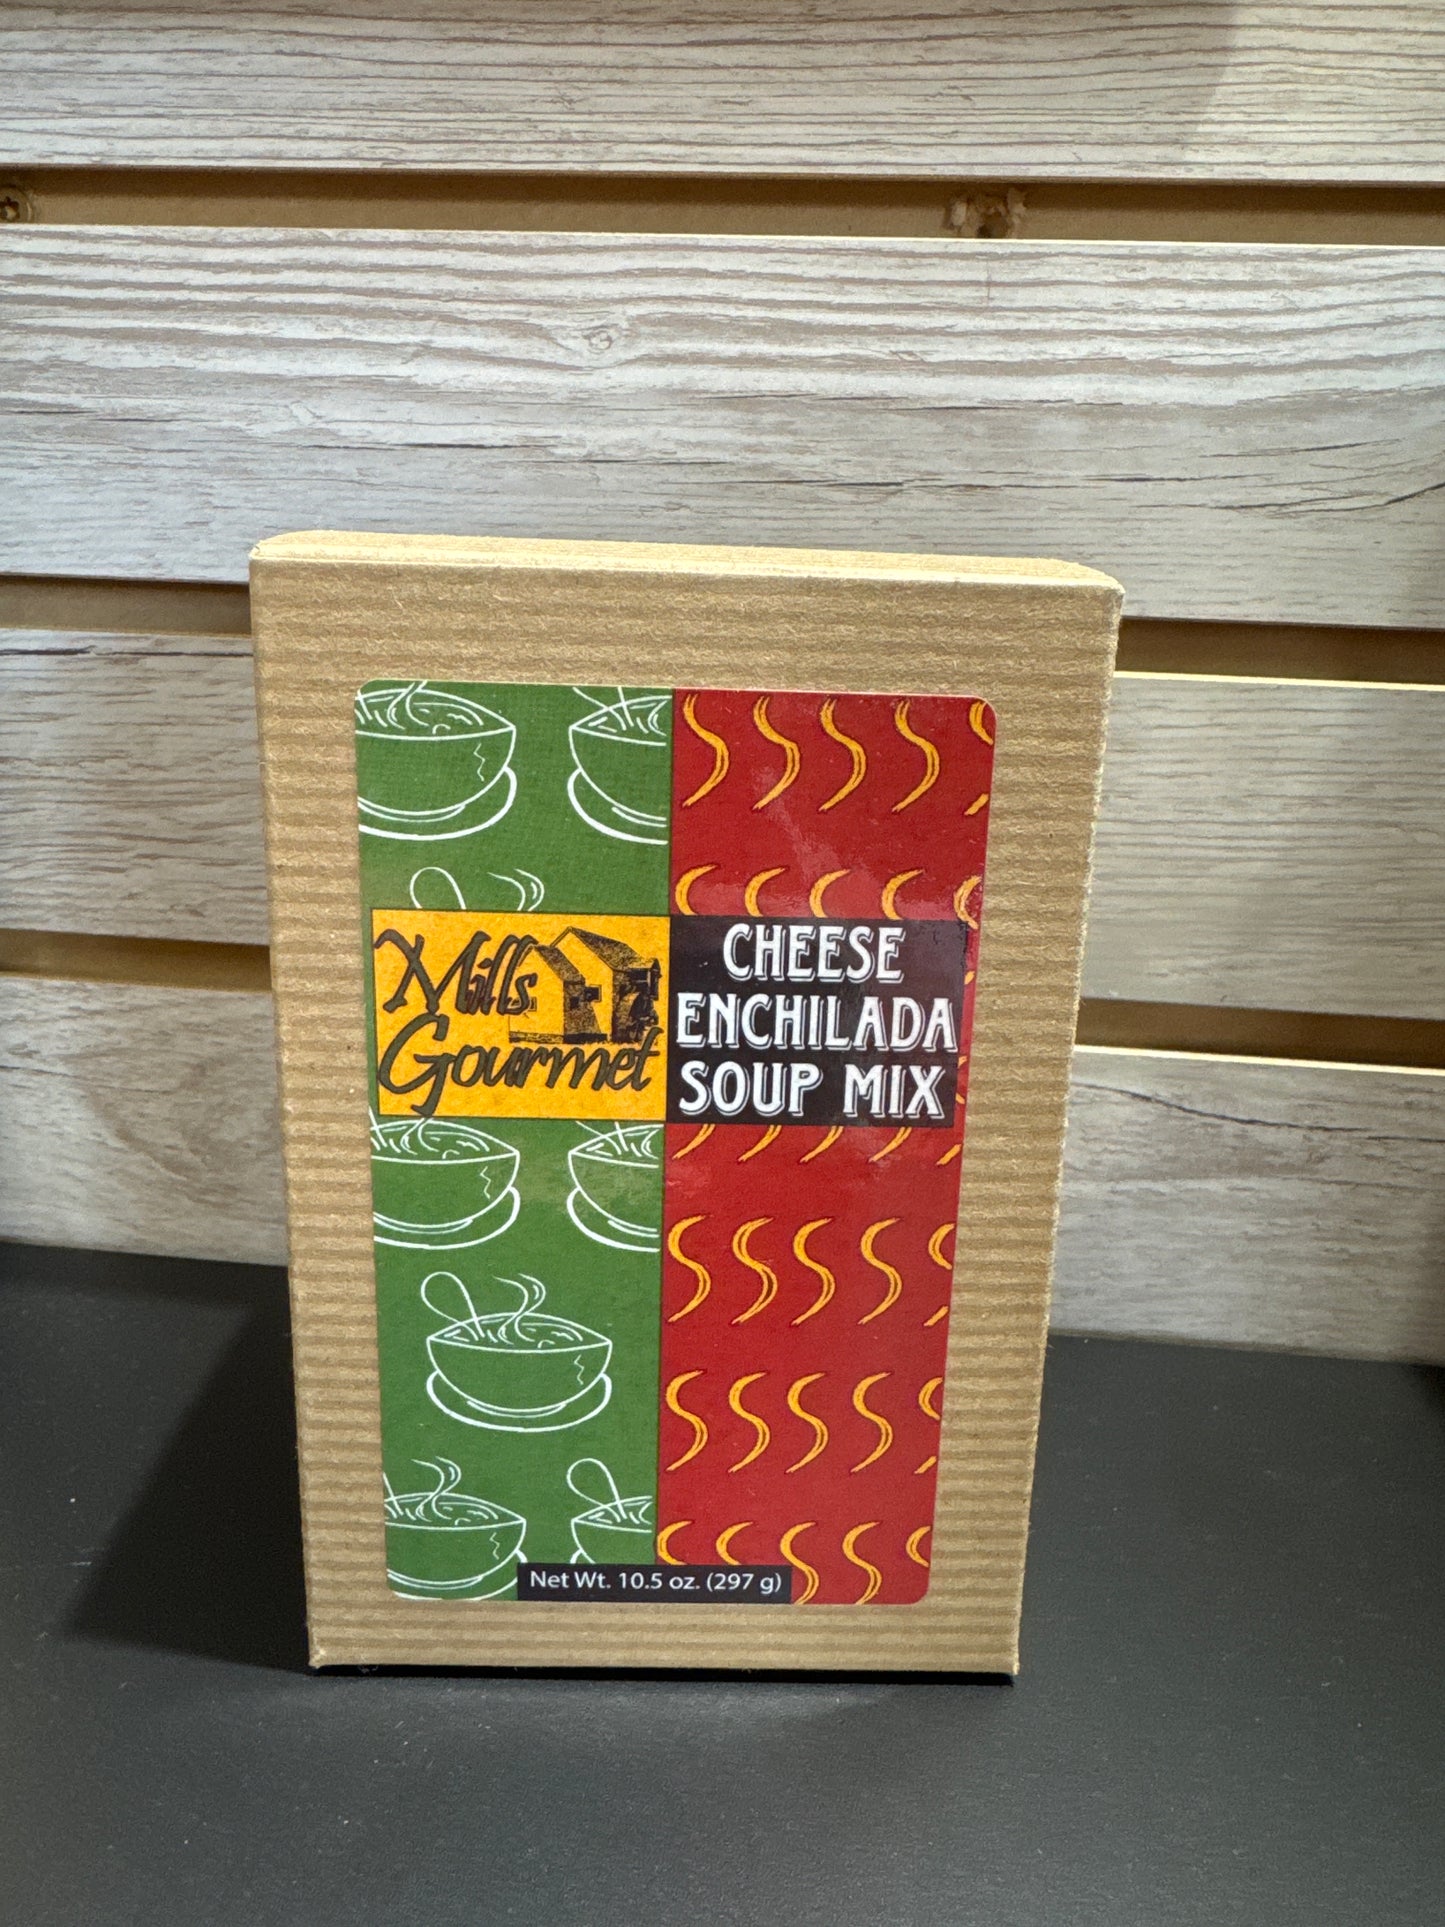 Mills
Gourmet
CHEESE
ENCHILADA
SOUP MIX
Net Wt. 10.5 oz. (297 g)